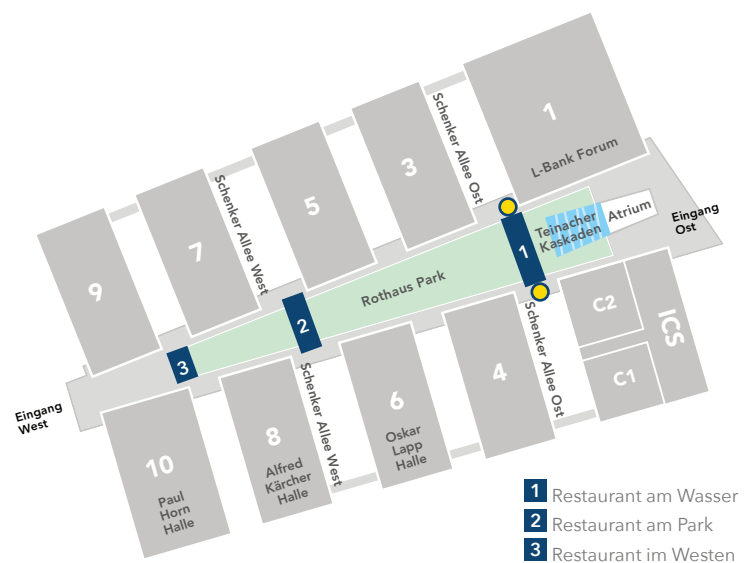 1
L-Bank Forum
3
Schenker Allee Ost
5
Schenker Allee West
7
9
Teinacher
Kaskaden
Atrium
Eingang
Ost
1
Rothaus Park
2
3
Eingang
West
C2
ICS
C1
Schenker Allee Ost
4
6
Oskar
Lapp
Halle
Schenker Allee West
8
Alfred
Kärcher
Halle
10
Paul
Horn
Halle
1 Restaurant am Wasser
2 Restaurant am Park
3 Restaurant im Westen